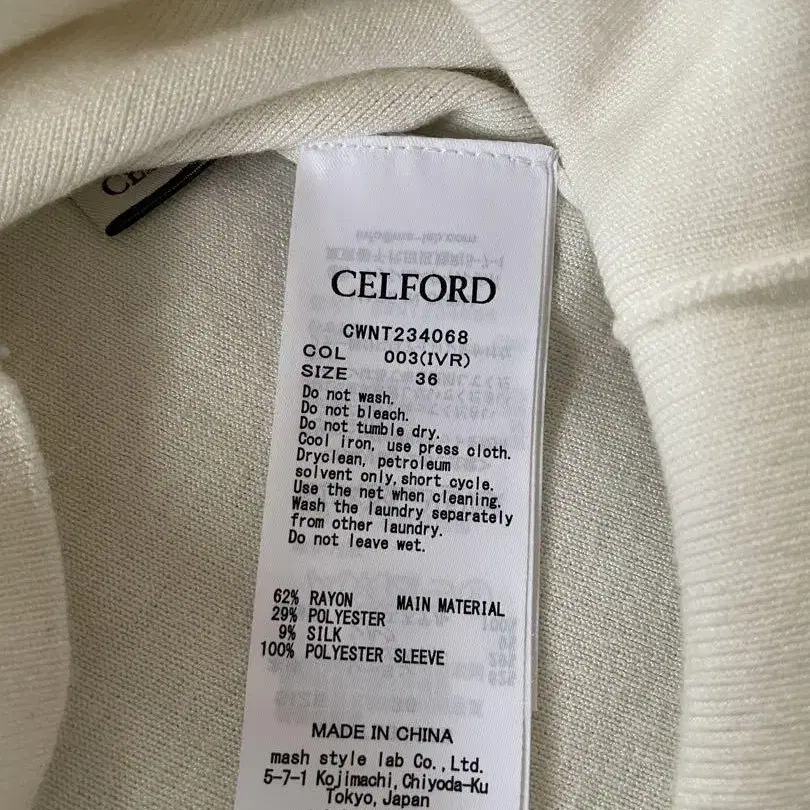 CELFORD
CWNT234068
COL 003(IVR)
SIZE 36
Do not wash.
Do not bleach.
Do not tumble dry.
Cool iron, use press cloth.
Dryclean, petroleum
solvent only,short cycle.
Use the net when cleaning.
Wash the laundry separately
from other laundry.
Do not leave wet.
62% RAYON MAIN MATERIAL
29% POLYESTER
9% SILK
100% POLYESTER SLEEVE
MADE IN CHINA
mash style lab Co.,Ltd.
5-7-1 Kojimachi,Chiyoda-Ku
Tokyo, Japan